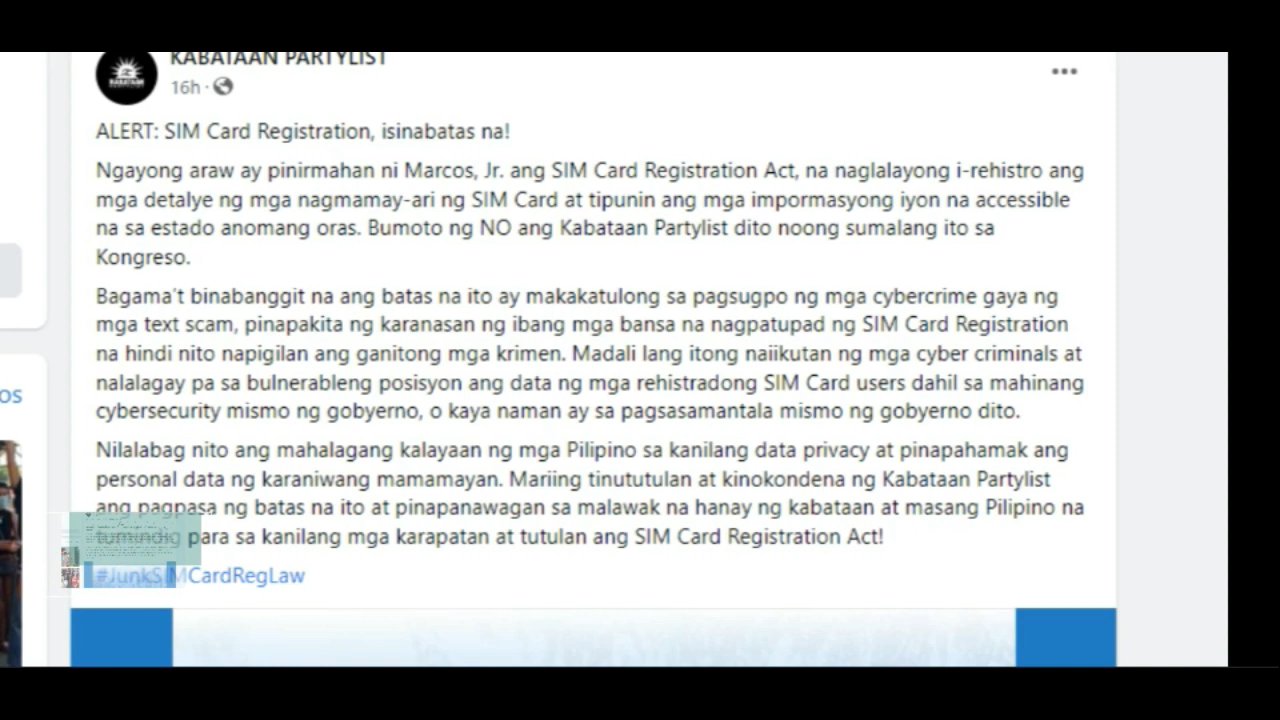 KABATAAN PARTYLIST
KABATAAN
16h ·
ALERT: SIM Card Registration, isinabatas na!
Ngayong araw ay pinirmahan ni Marcos, Jr. ang SIM Card Registration Act, na naglalayong i-rehistro ang
mga detalye ng mga nagmamay-ari ng SIM Card at tipunin ang mga impormasyong iyon na accessible
na sa estado anomang oras. Bumoto ng NO ang Kabataan Partylist dito noong sumalang ito sa
Kongreso.
Bagama't binabanggit na ang batas na ito ay makakatulong sa pagsugpo ng mga cybercrime gaya ng
mga text scam, pinapakita ng karanasan ng ibang mga bansa na nagpatupad ng SIM Card Registration
na hindi nito napigilan ang ganitong mga krimen. Madali lang itong naiikutan ng mga cyber criminals at
nalalagay pa sa bulnerableng posisyon ang data ng mga rehistradong SIM Card users dahil sa mahinang
cybersecurity mismo ng gobyerno, o kaya naman ay sa pagsasamantala mismo ng gobyerno dito.
Nilalabag nito ang mahalagang kalayaan ng mga Pilipino sa kanilang data privacy at pinapahamak ang
personal data ng karaniwang mamamayan. Mariing tinututulan at kinokondena ng Kabataan Partylist
ang pagpasa ng batas na ito at pinapanawagan sa malawak na hanay ng kabataan at masang Pilipino na
tumindig para sa kanilang mga karapatan at tutulan ang SIM Card Registration Act!
#JunkSIMCardRegLaw
os